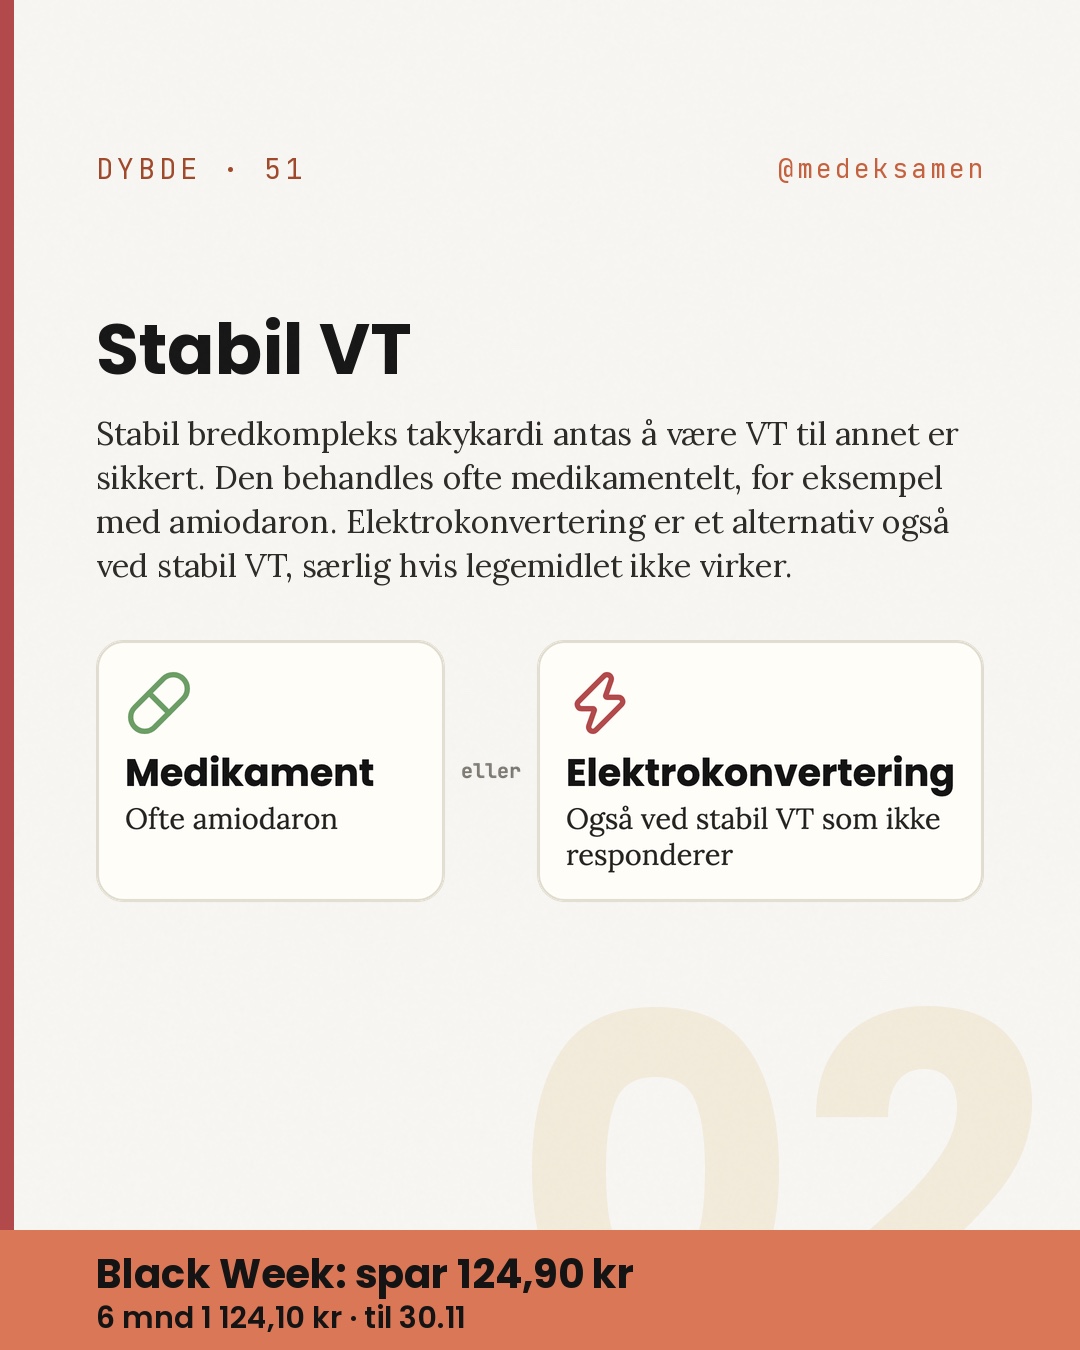 DYBDE · 51
@medeksamen
Stabil VT
Stabil bredkompleks takykardi antas å være VT til annet er
sikkert. Den behandles ofte medikamentelt, for eksempel
med amiodaron. Elektrokonvertering er et alternativ også
ved stabil VT, særlig hvis legemidlet ikke virker.
Medikament
Ofte amiodaron
eller
Elektrokonvertering
Også ved stabil VT som ikke
responderer
02
Black Week: spar 124,90 kr
6 mnd 1 124,10 kr · til 30.11